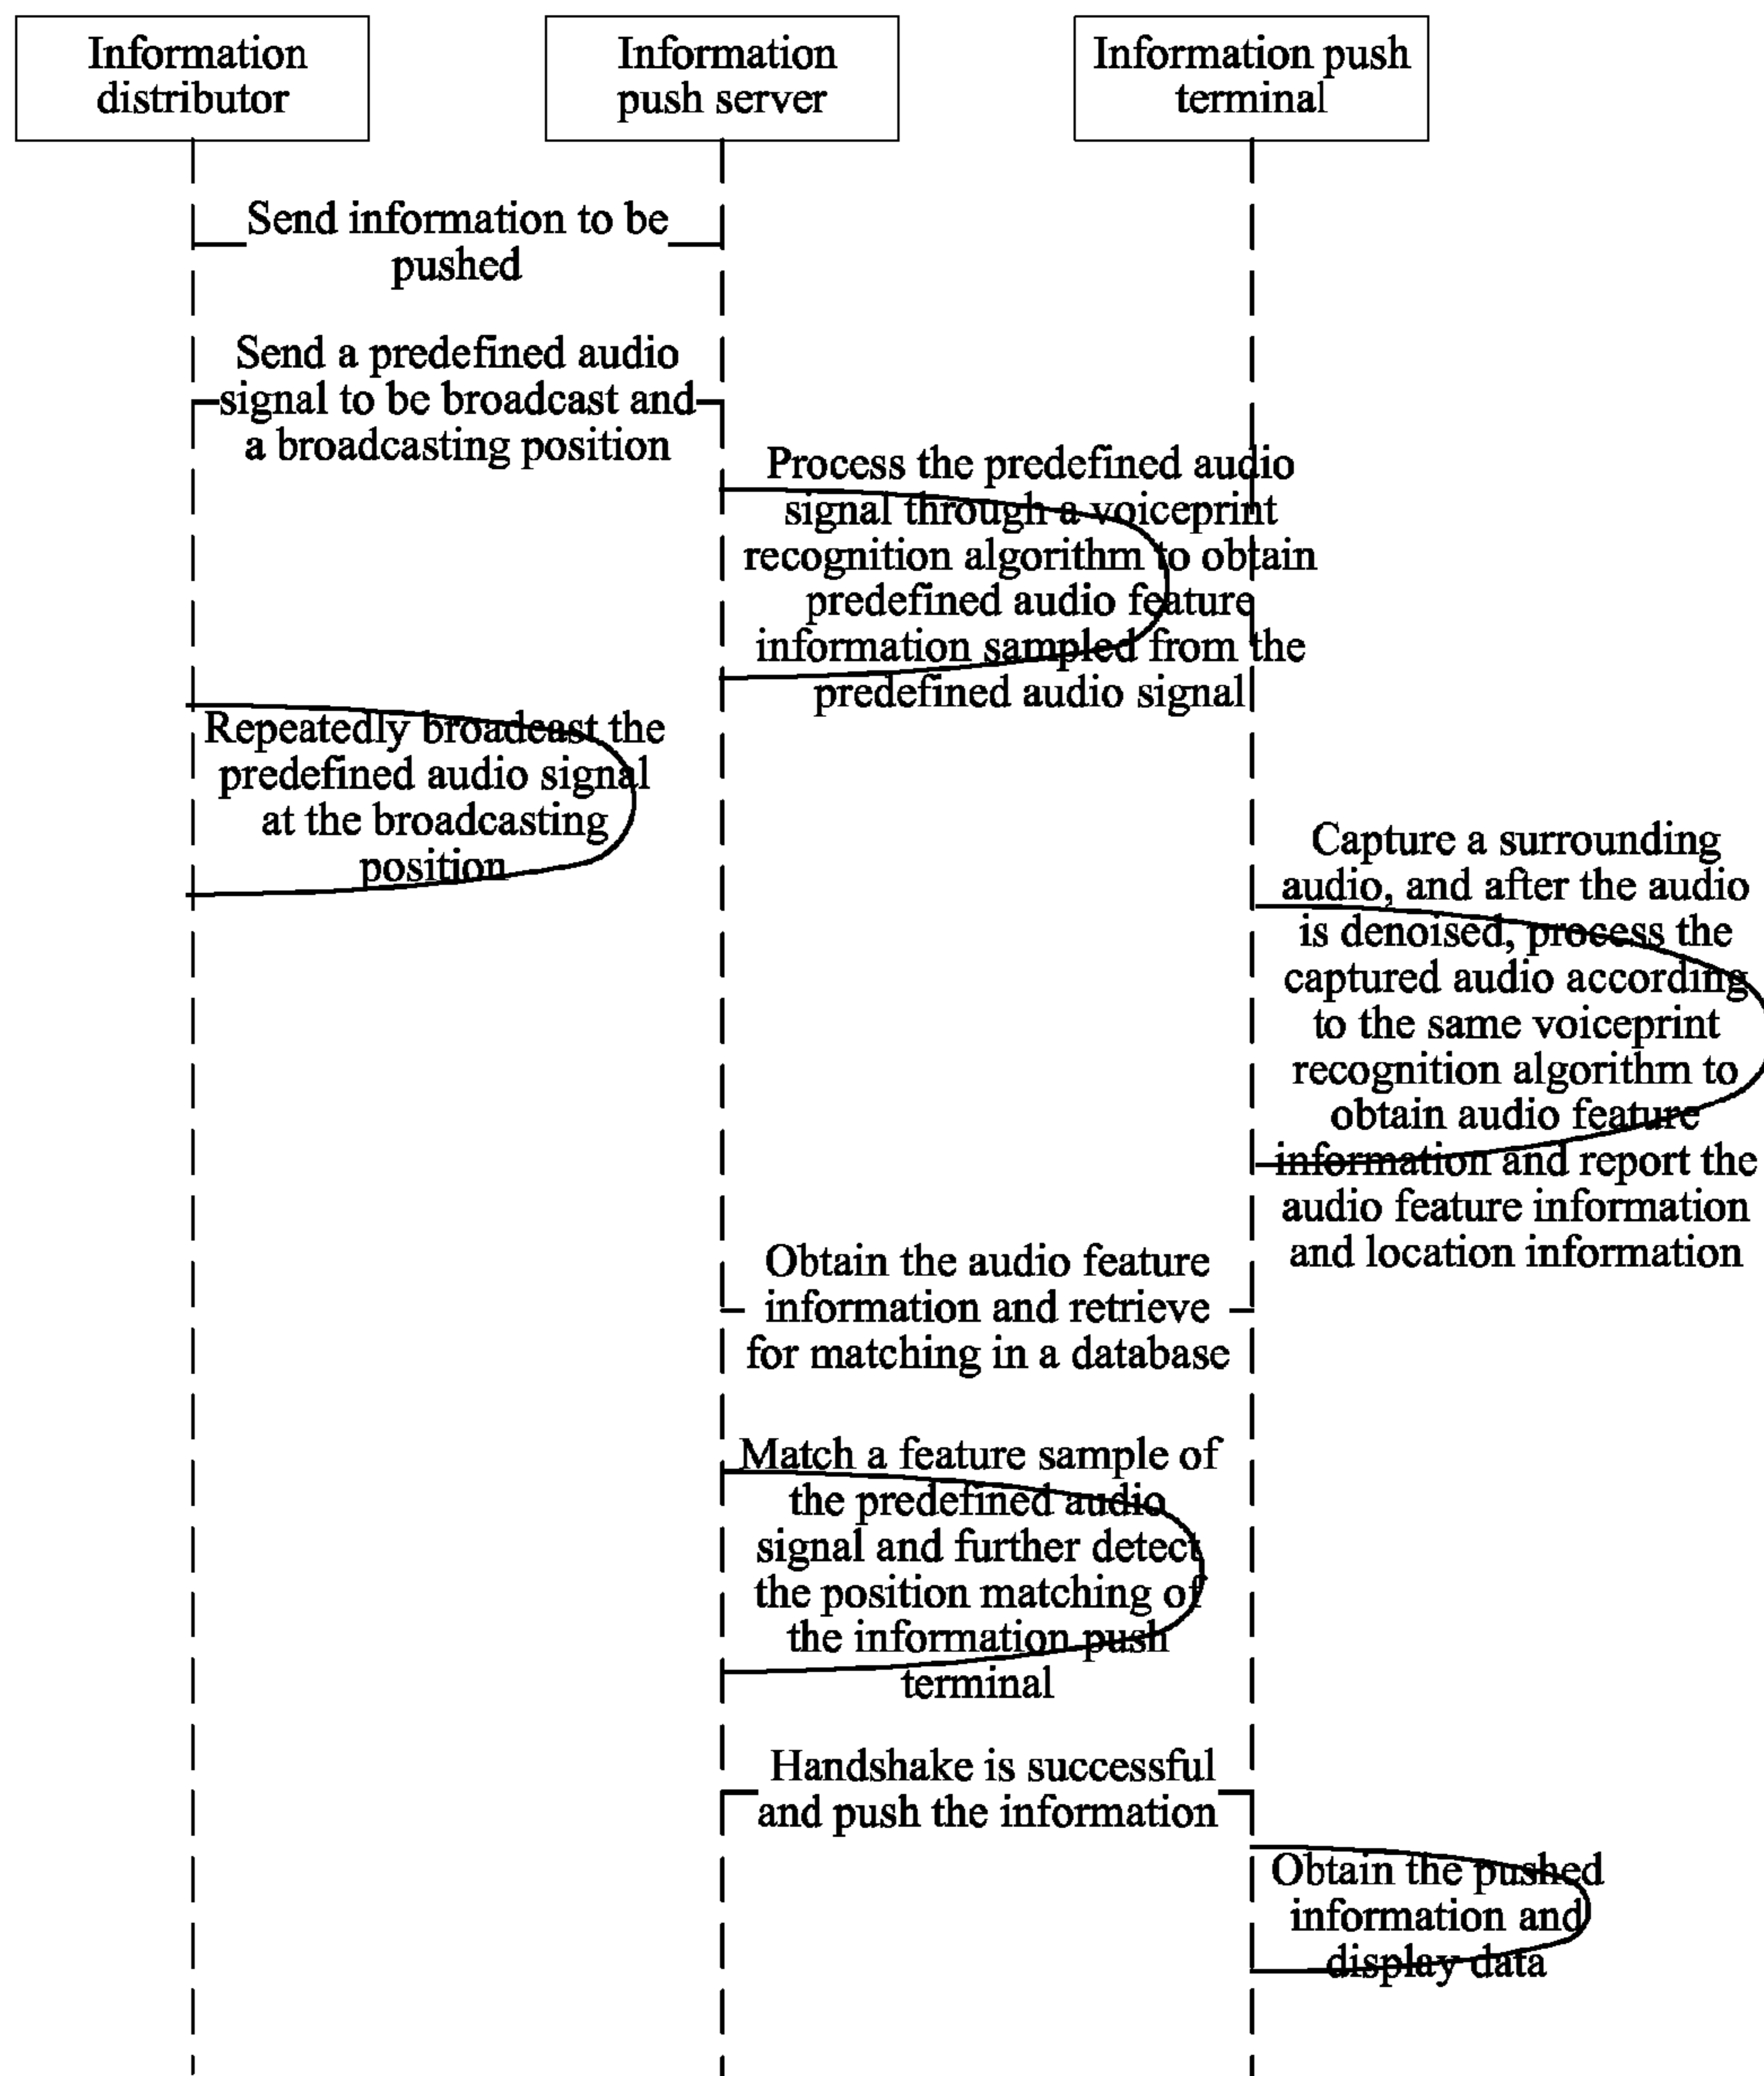 Information
distributor
Information
push server
Information push
terminal
Send information to be
pushed
Send a predefined audio
signal to be broadcast and
a broadcasting position
Process the predefined audio
signal through a voiceprint
recognition algorithm to obtain
predefined audio feature
information sampled from the
predefined audio signal
Repeatedly broadcast the
predefined audio signal
at the broadcasting
position
Capture a surrounding
audio, and after the audio
is denoised, process the
captured audio according
to the same voiceprint
recognition algorithm to
obtain audio feature
information and report the
audio feature information
and location information
Obtain the audio feature
information and retrieve
for matching in a database
Match a feature sample of
the predefined audio
signal and further detect
the position matching of
the information push
terminal
Handshake is successful
and push the information
Obtain the pushed
information and
display data